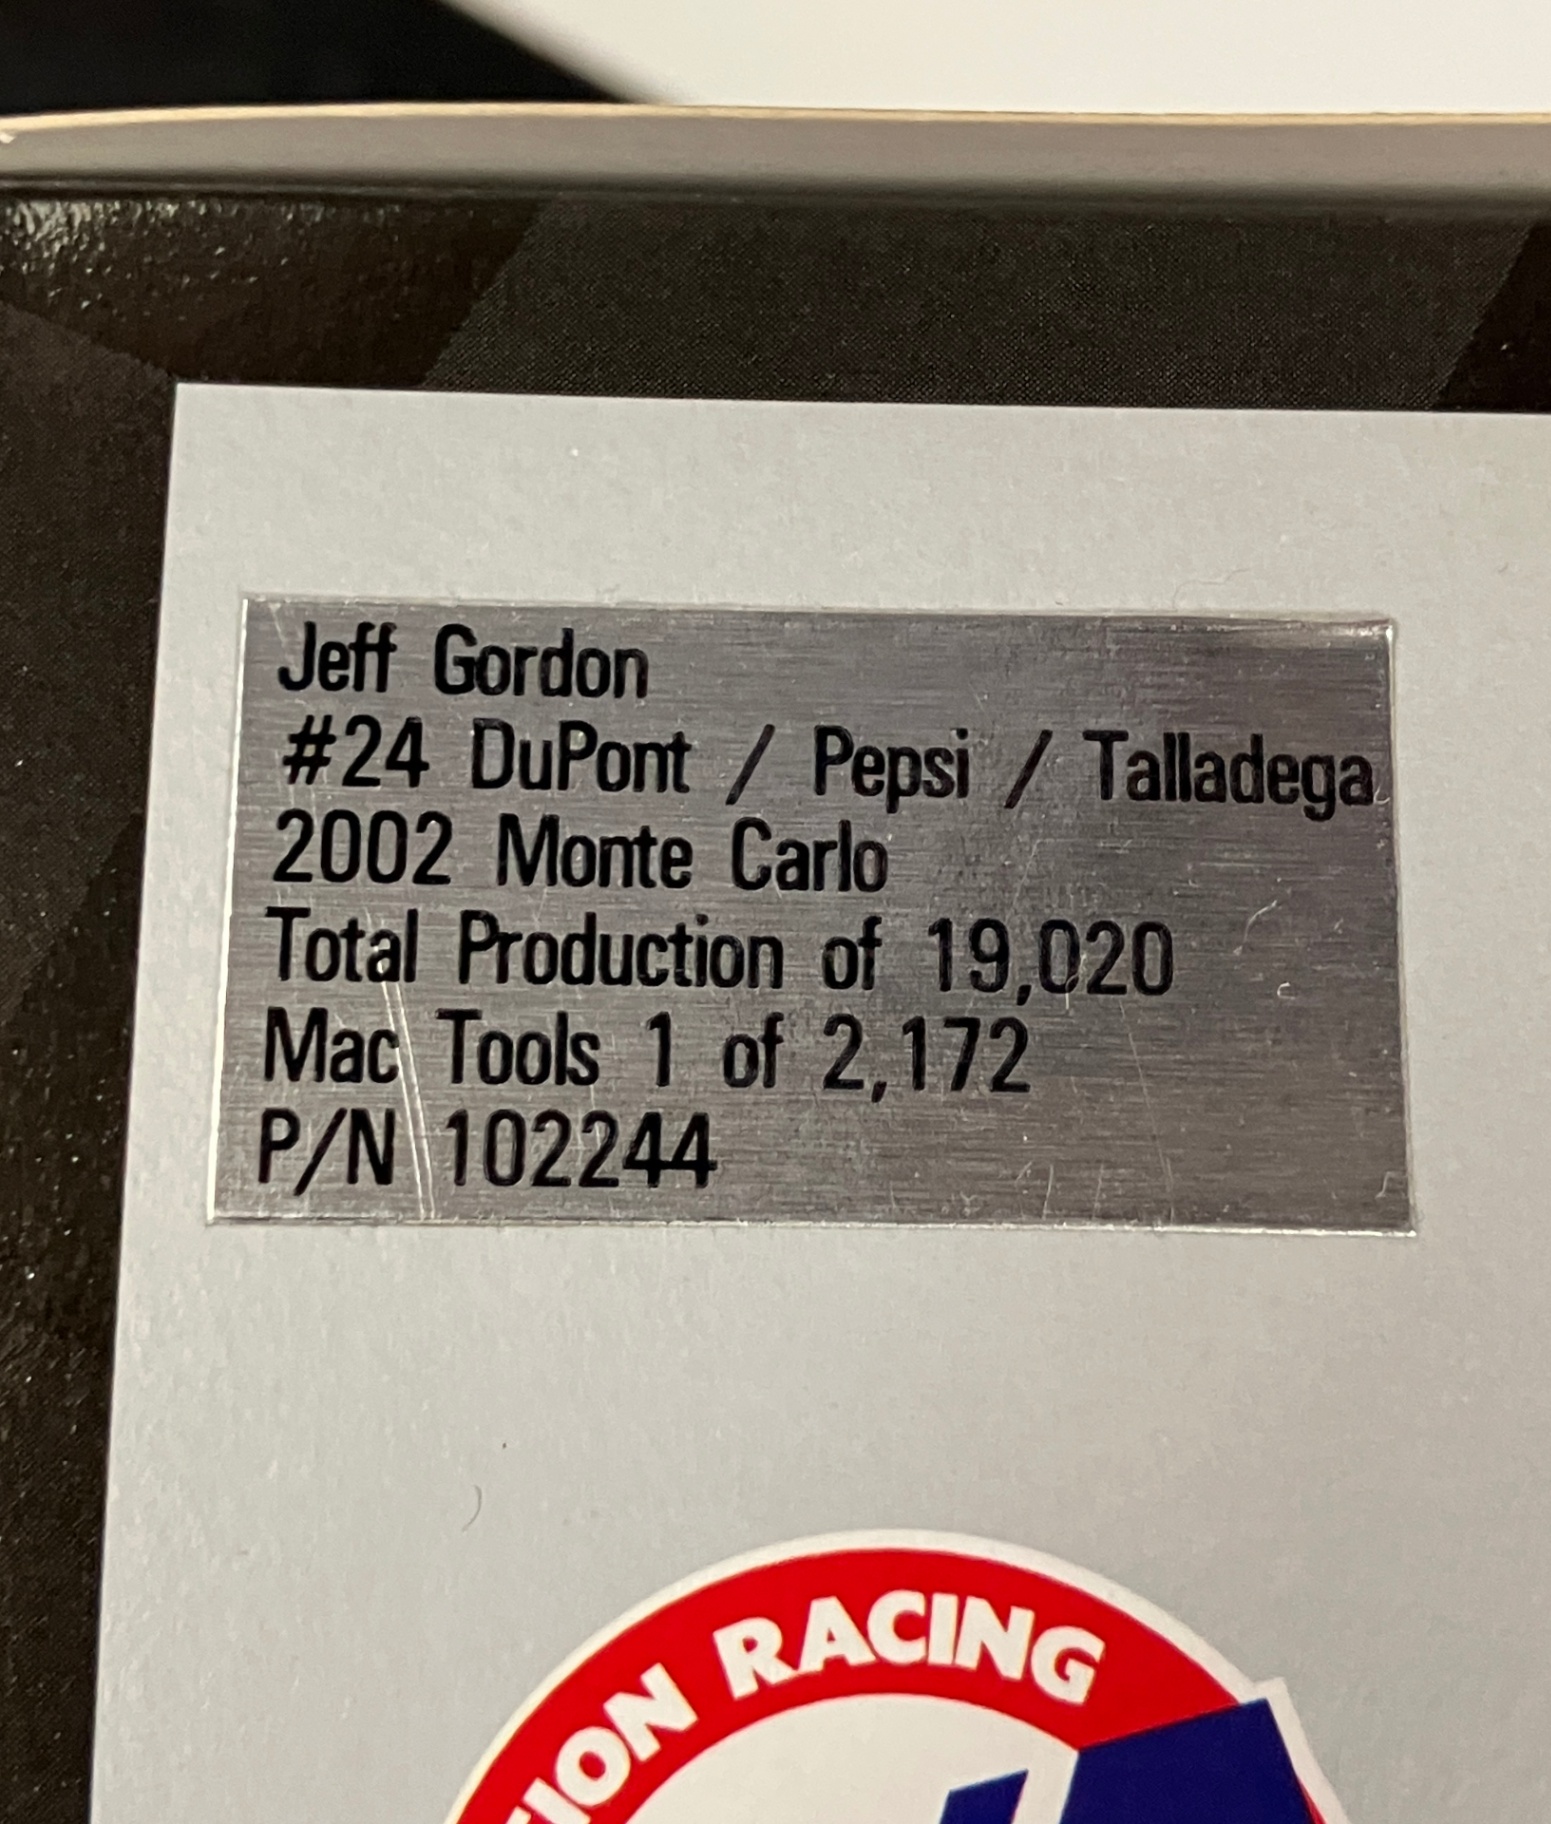 Jeff Gordon
#24 DuPont / Pepsi / Talladega
2002 Monte Carlo
Total Production of 19,020
Mac Tools 1 of 2,172
P/N 102244
RACING